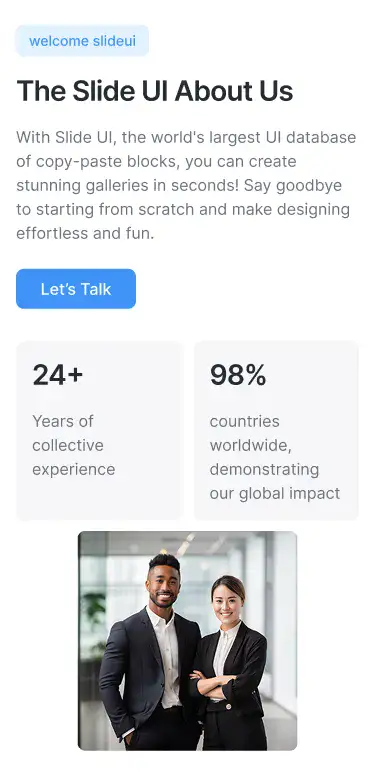 welcome slideui
The Slide UI About Us
With Slide UI, the world's largest UI database
of copy-paste blocks, you can create
stunning galleries in seconds! Say goodbye
to starting from scratch and make designing
effortless and fun.
Let's Talk
24+
Years of
collective
experience
98%
countries
worldwide,
demonstrating
our global impact